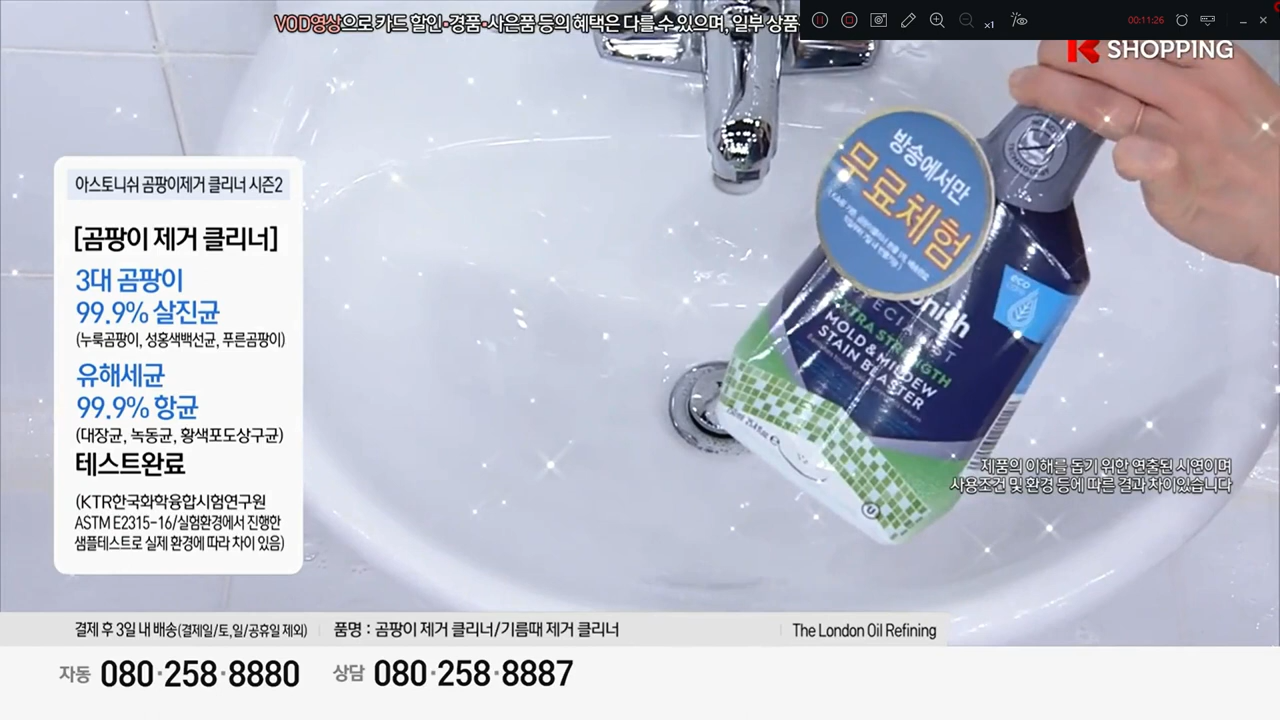 VOD영상으로 카드 할인·경품·사은품 등의 혜택은 다를 수 있으며, 일부 상품
x1
00:11:26
K SHOPPING
아스토니쉬 곰팡이제거 클리너 시즌2
[곰팡이 제거 클리너]
3대 곰팡이
99.9% 살진균
(누룩곰팡이, 성홍색백선균, 푸른곰팡이)
유해세균
99.9% 항균
(대장균, 녹농균, 황색포도상구균)
테스트완료
(KTR한국화학융합시험연구원
ASTM E2315-16/실험환경에서 진행한
샘플테스트로 실제 환경에 따라 차이 있음)
방송에서만
무료체험
eco
EXTRA STRENGTH
MOLD & MILDEW
STAIN BLASTER
제품의 이해를 돕기 위한 연출된 시연이며
사용조건 및 환경 등에 따른 결과 차이있습니다
결제 후 3일 내 배송(결제일/토,일/공휴일 제외)
품명 : 곰팡이 제거 클리너/기름때 제거 클리너
The London Oil Refining
자동 080·258·8880
상담 080·258·8887